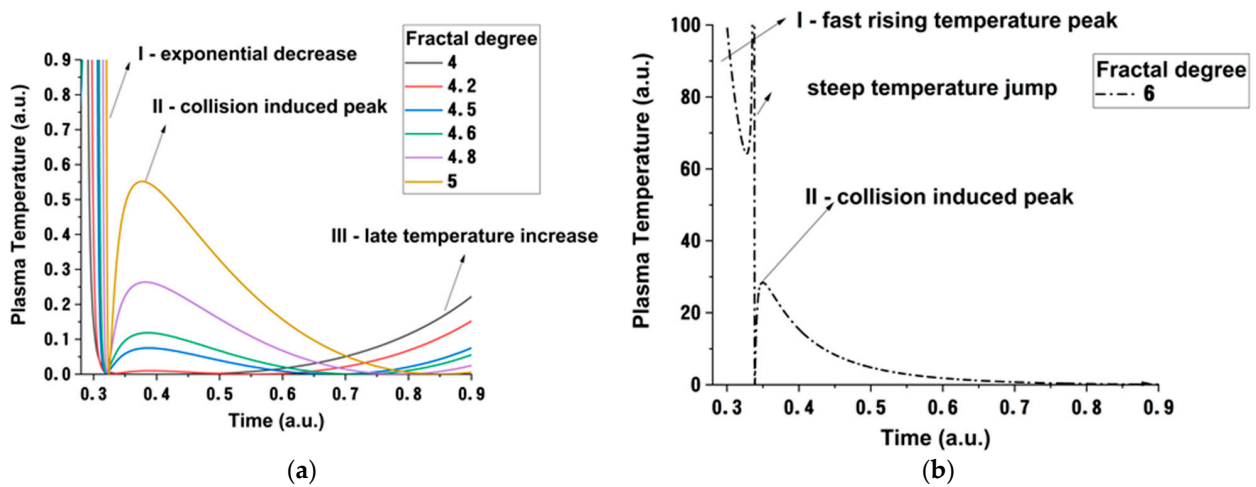 I - exponential decrease
II - collision induced peak
III - late temperature increase
Fractal degree
4
4.2
4.5
4.6
4.8
5
Plasma Temperature (a.u.)
0.9
0.8
0.7
0.6
0.5
0.4
0.3
0.2
0.1
0.0
0.3 0.4 0.5 0.6 0.7 0.8 0.9
Time (a.u.)
(a)
I - fast rising temperature peak
steep temperature jump
II - collision induced peak
Fractal degree
6
Plasma Temperature (a.u.)
100
80
60
40
20
0
0.3 0.4 0.5 0.6 0.7 0.8 0.9
Time (a.u.)
(b)